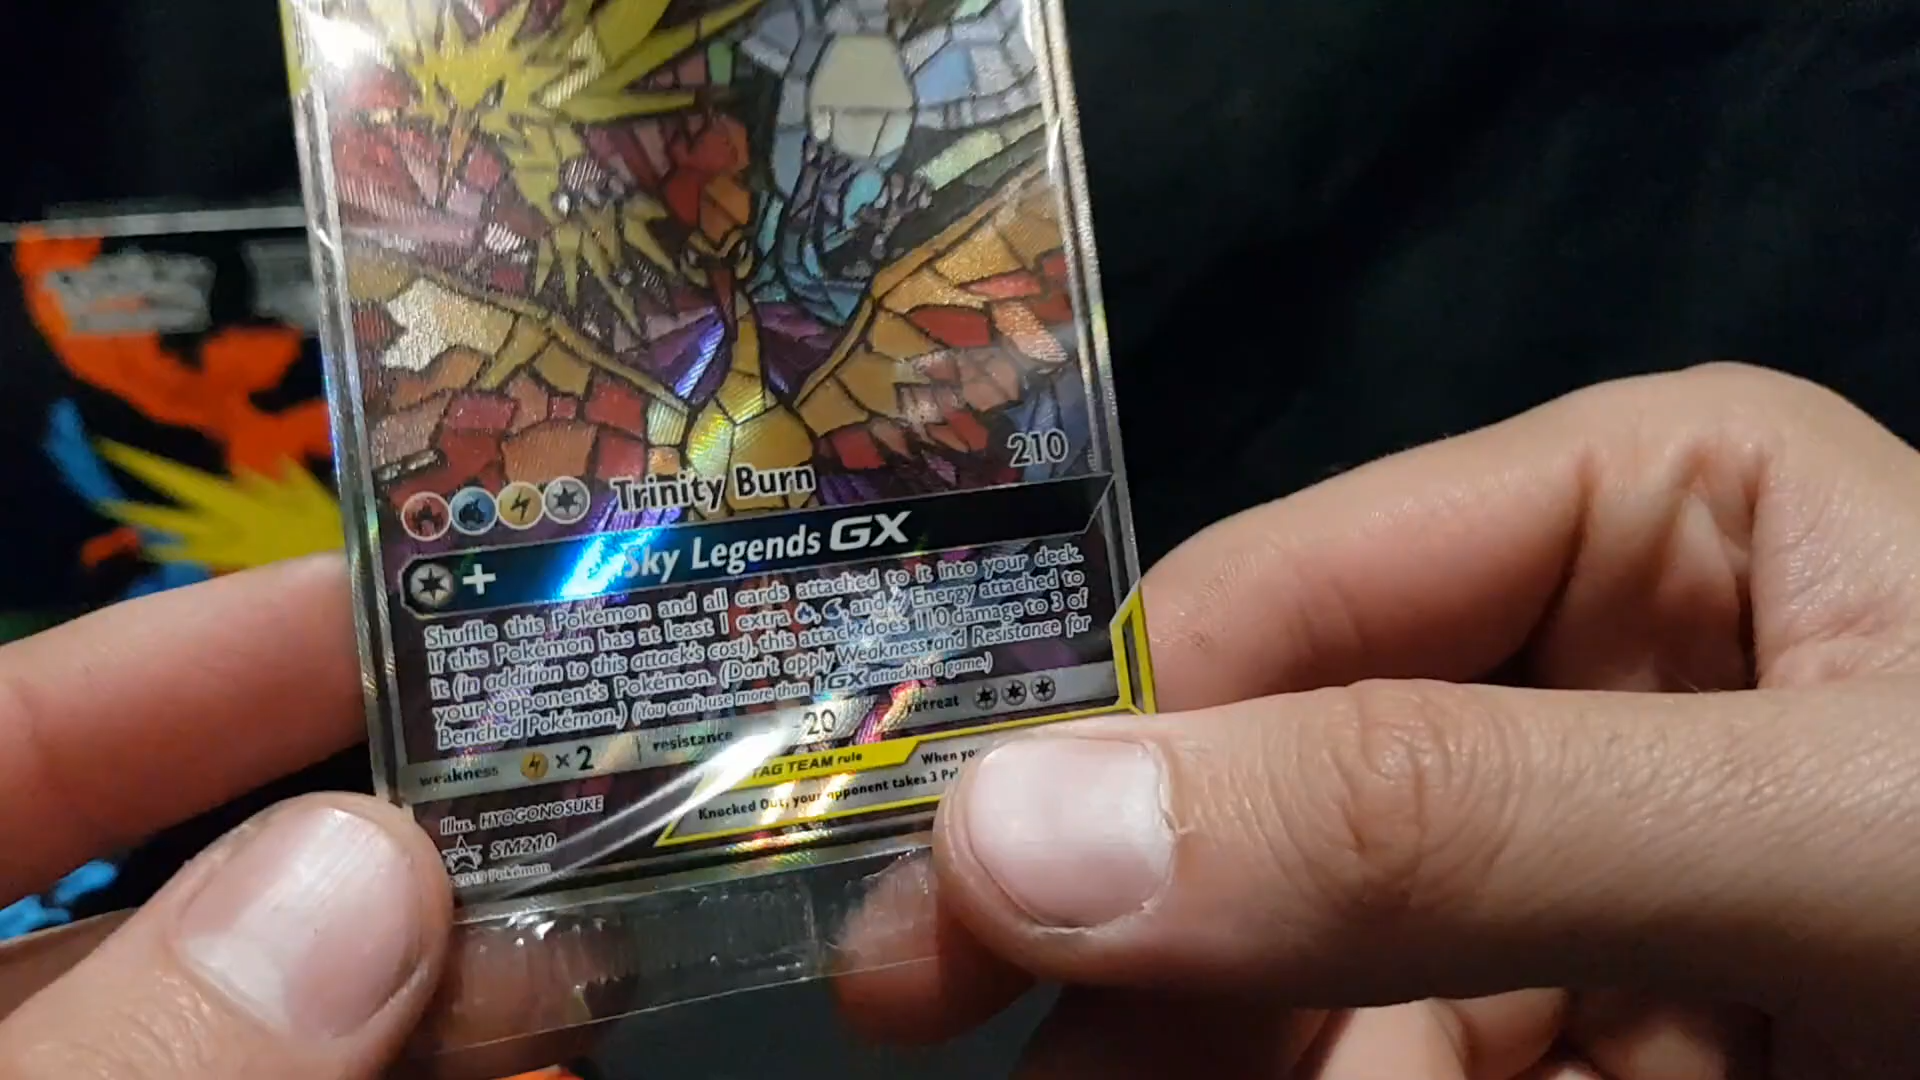 Trinity Burn 210
+ Sky Legends GX
Shuffle this Pokémon and all cards attached to it into your deck.
If this Pokémon has at least 1 extra , , and Energy attached to
it (in addition to this attack's cost), this attack does 110 damage to 3 of
your opponent's Pokémon. (Don't apply Weakness and Resistance for
Benched Pokémon.) (You can't use more than 1 GX attack in a game.)
weakness ×2 resistance -20 retreat
TAG TEAM rule When you
Knocked Out, your opponent takes 3 Pr
Illus. HYOGONOSUKE
SM210
2019 Pokémon